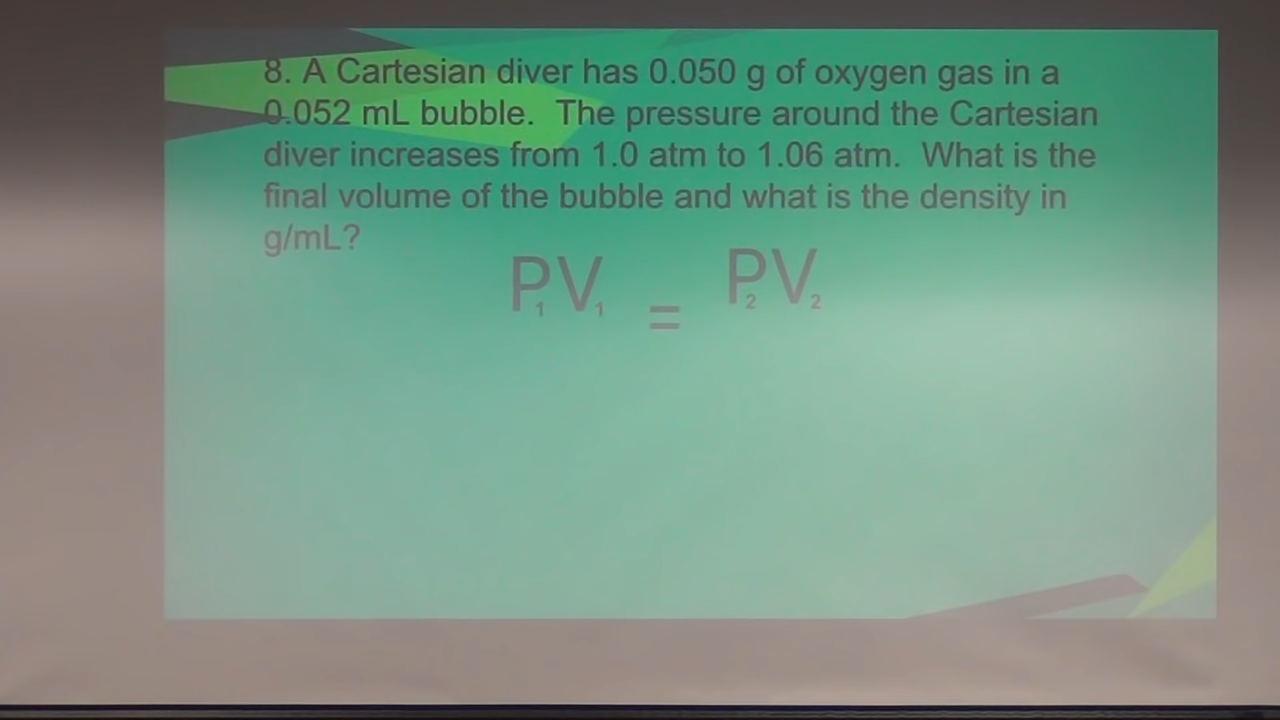 8. A Cartesian diver has 0.050 g of oxygen gas in a
0.052 mL bubble. The pressure around the Cartesian
diver increases from 1.0 atm to 1.06 atm. What is the
final volume of the bubble and what is the density in
g/mL?
P₁V₁ = P₂V₂